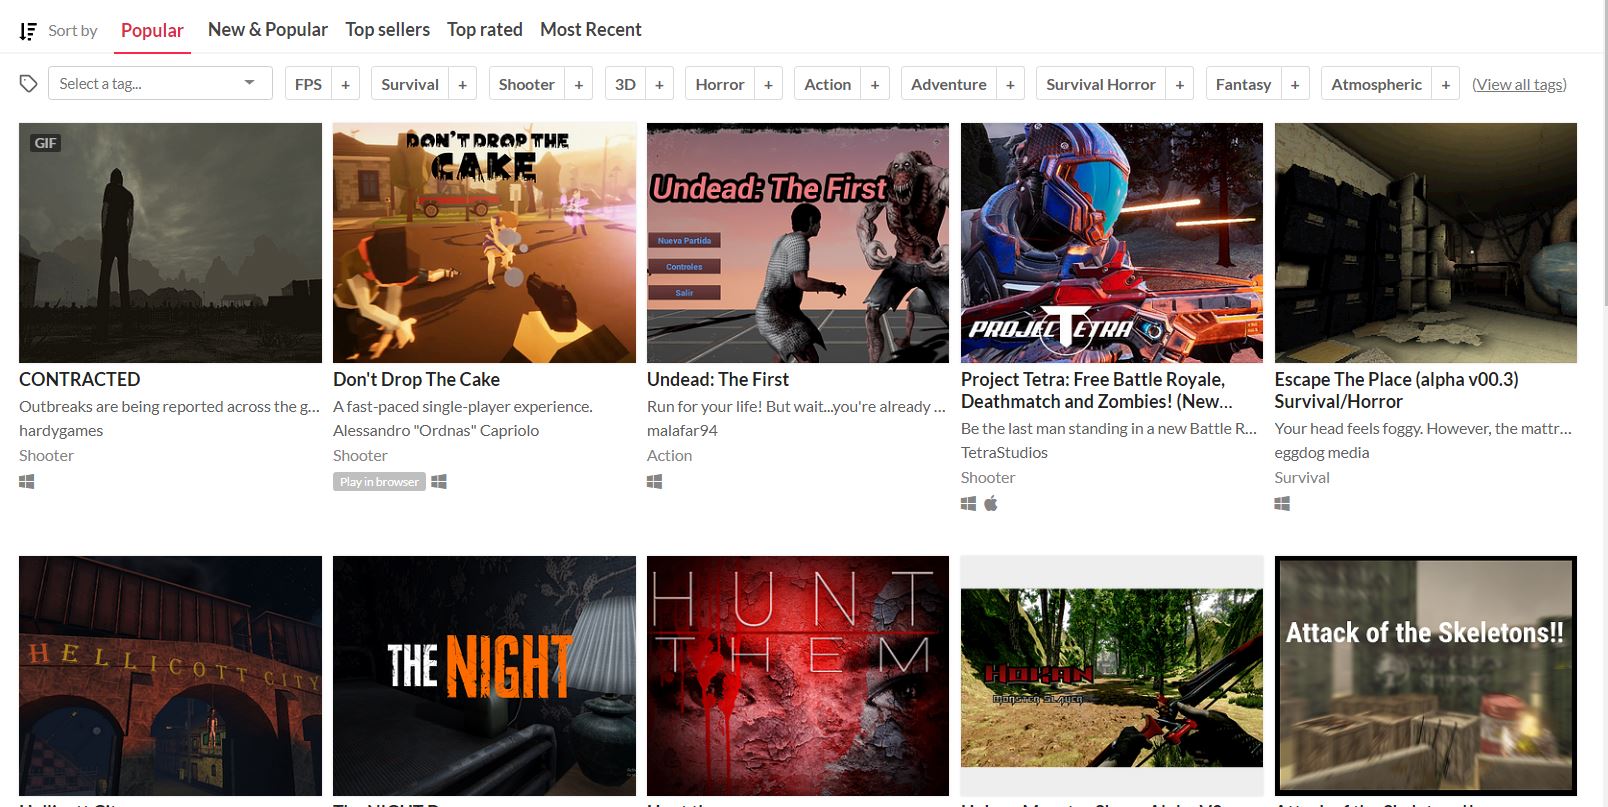 Sort by Popular New & Popular Top sellers Top rated Most Recent
Select a tag... FPS + Survival + Shooter + 3D + Horror + Action + Adventure + Survival Horror + Fantasy + Atmospheric + (View all tags)
GIF
DON'T DROP THE
CAKE
Undead: The First
Nueva Partida
Controles
Salir
PROJECTETRA
CONTRACTED
Outbreaks are being reported across the g...
hardygames
Shooter
Don't Drop The Cake
A fast-paced single-player experience.
Alessandro "Ordnas" Capriolo
Shooter
Play in browser
Undead: The First
Run for your life! But wait...you're already ...
malafar94
Action
Project Tetra: Free Battle Royale,
Deathmatch and Zombies! (New...
Be the last man standing in a new Battle R...
TetraStudios
Shooter
Escape The Place (alpha v00.3)
Survival/Horror
Your head feels foggy. However, the mattr...
eggdog media
Survival
HELLICOTT CITY
THE NIGHT
HUNT
THEM
HOKAN
MONSTER SLAYER
Attack of the Skeletons!!